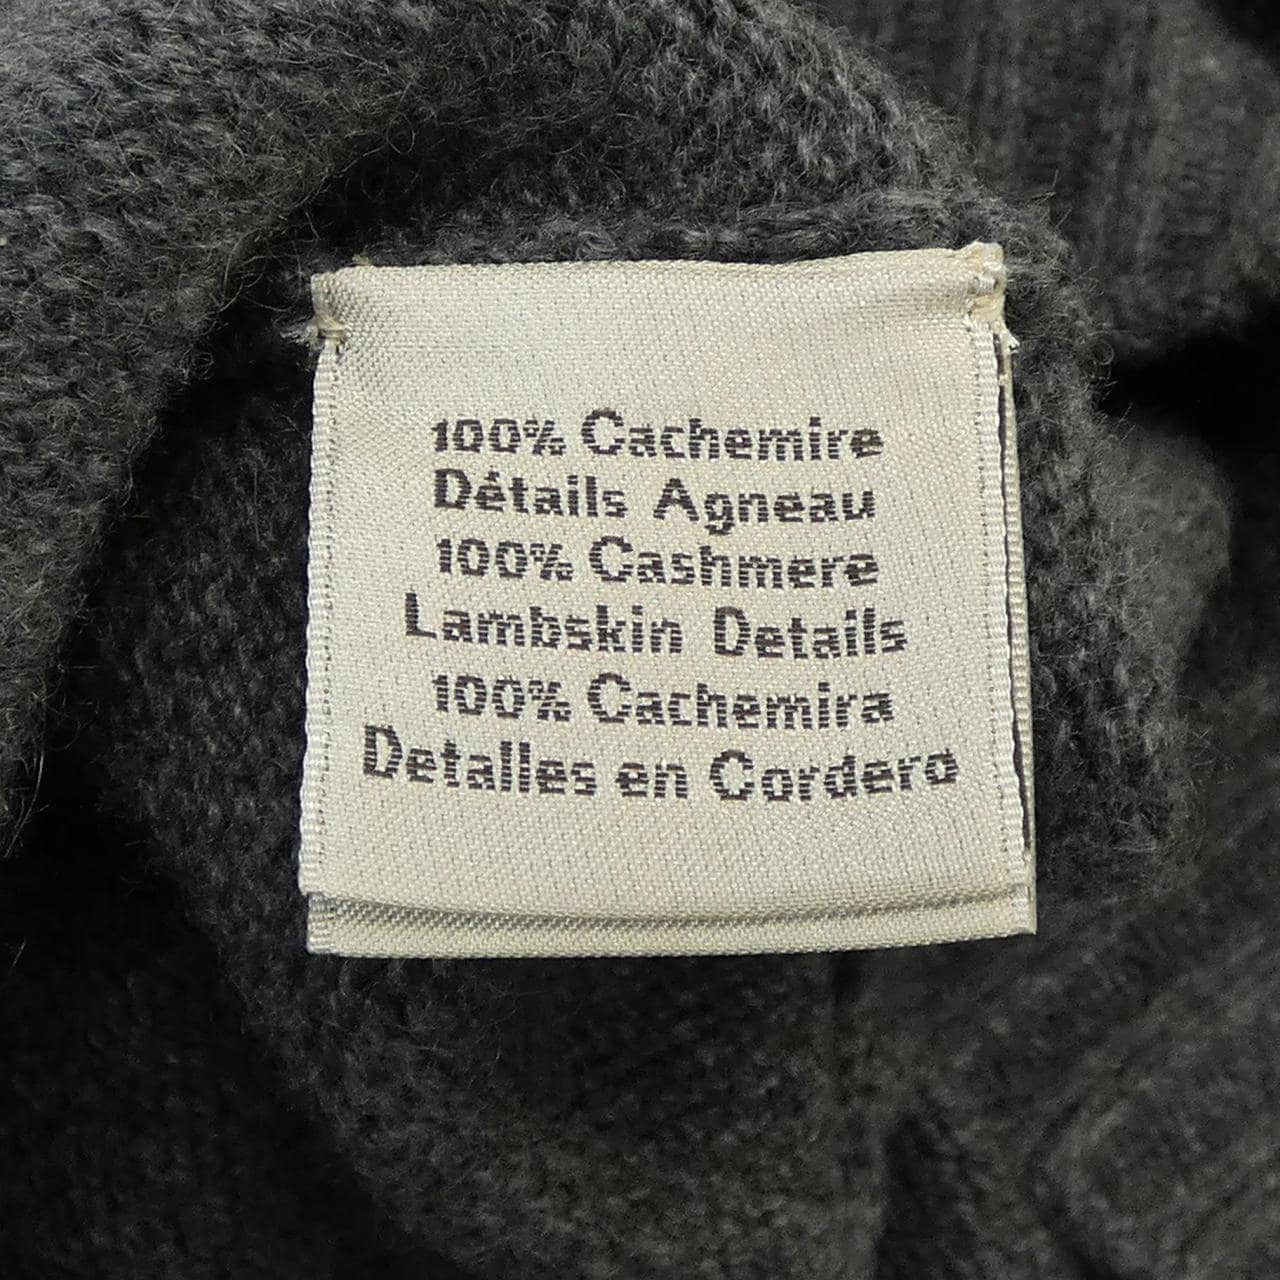 100% Cachemire
Détails Agneau
100% Cashmere
Lambskin Details
100% Cachemira
Detalles en Cordero